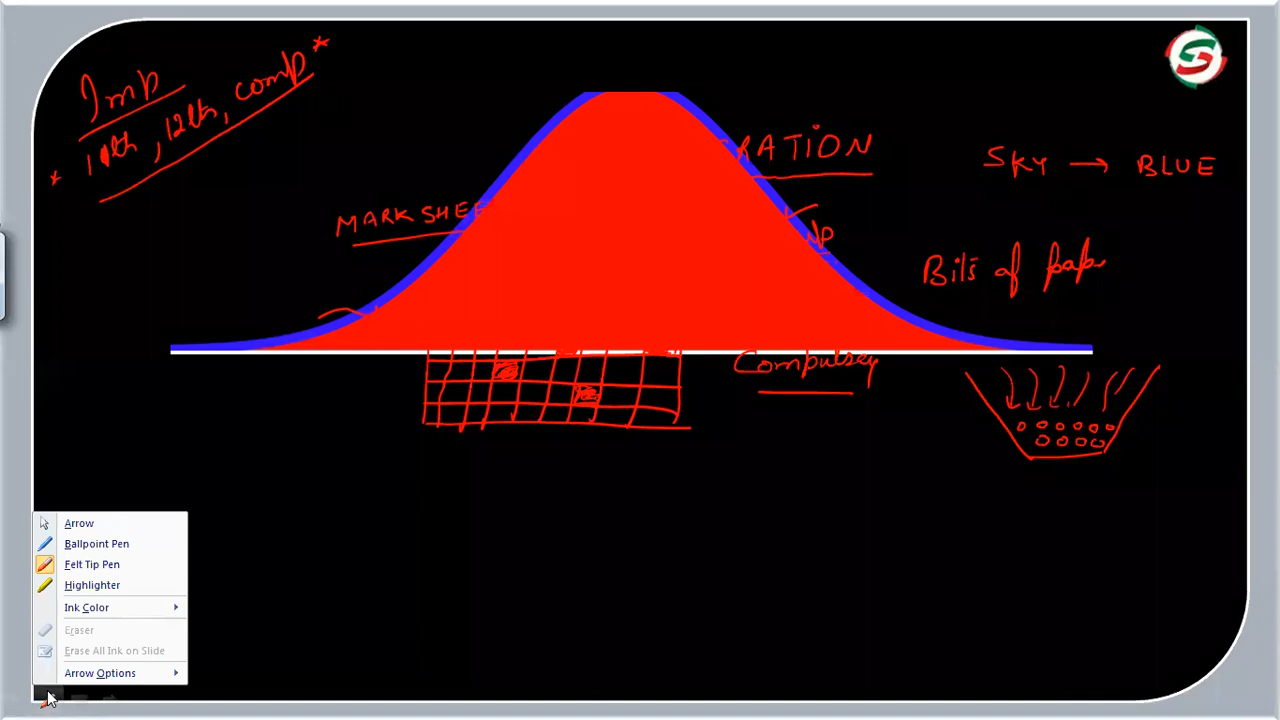 Imp
* 10th, 12th, comp *
RATION
SKY → BLUE
MARKSHEE
Bits of pape
Compulsey
Arrow
Ballpoint Pen
Felt Tip Pen
Highlighter
Ink Color
Eraser
Erase All Ink on Slide
Arrow Options